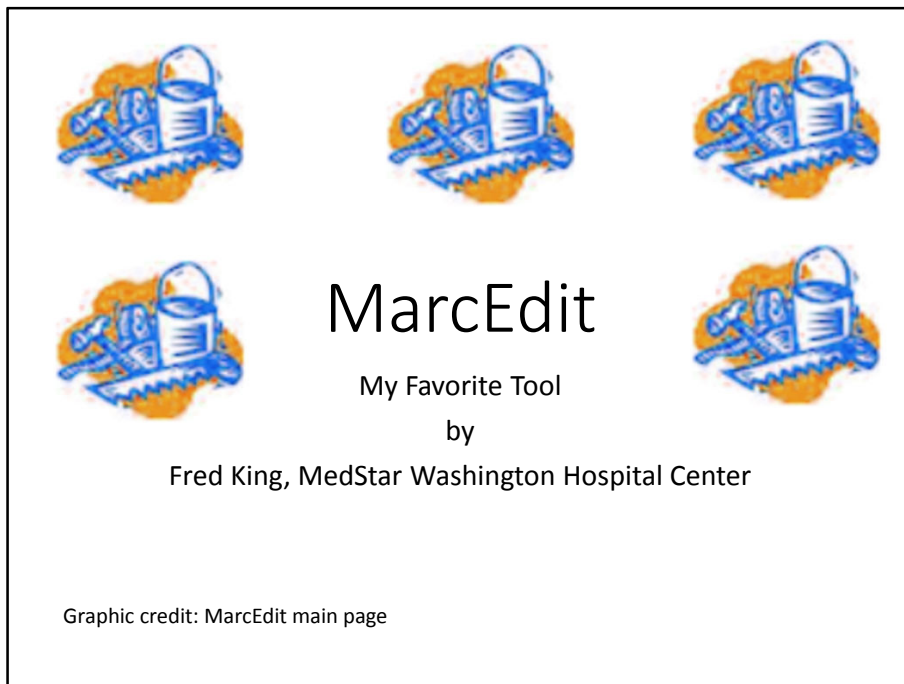 MarcEdit
My Favorite Tool
by
Fred King, MedStar Washington Hospital Center
Graphic credit: MarcEdit main page